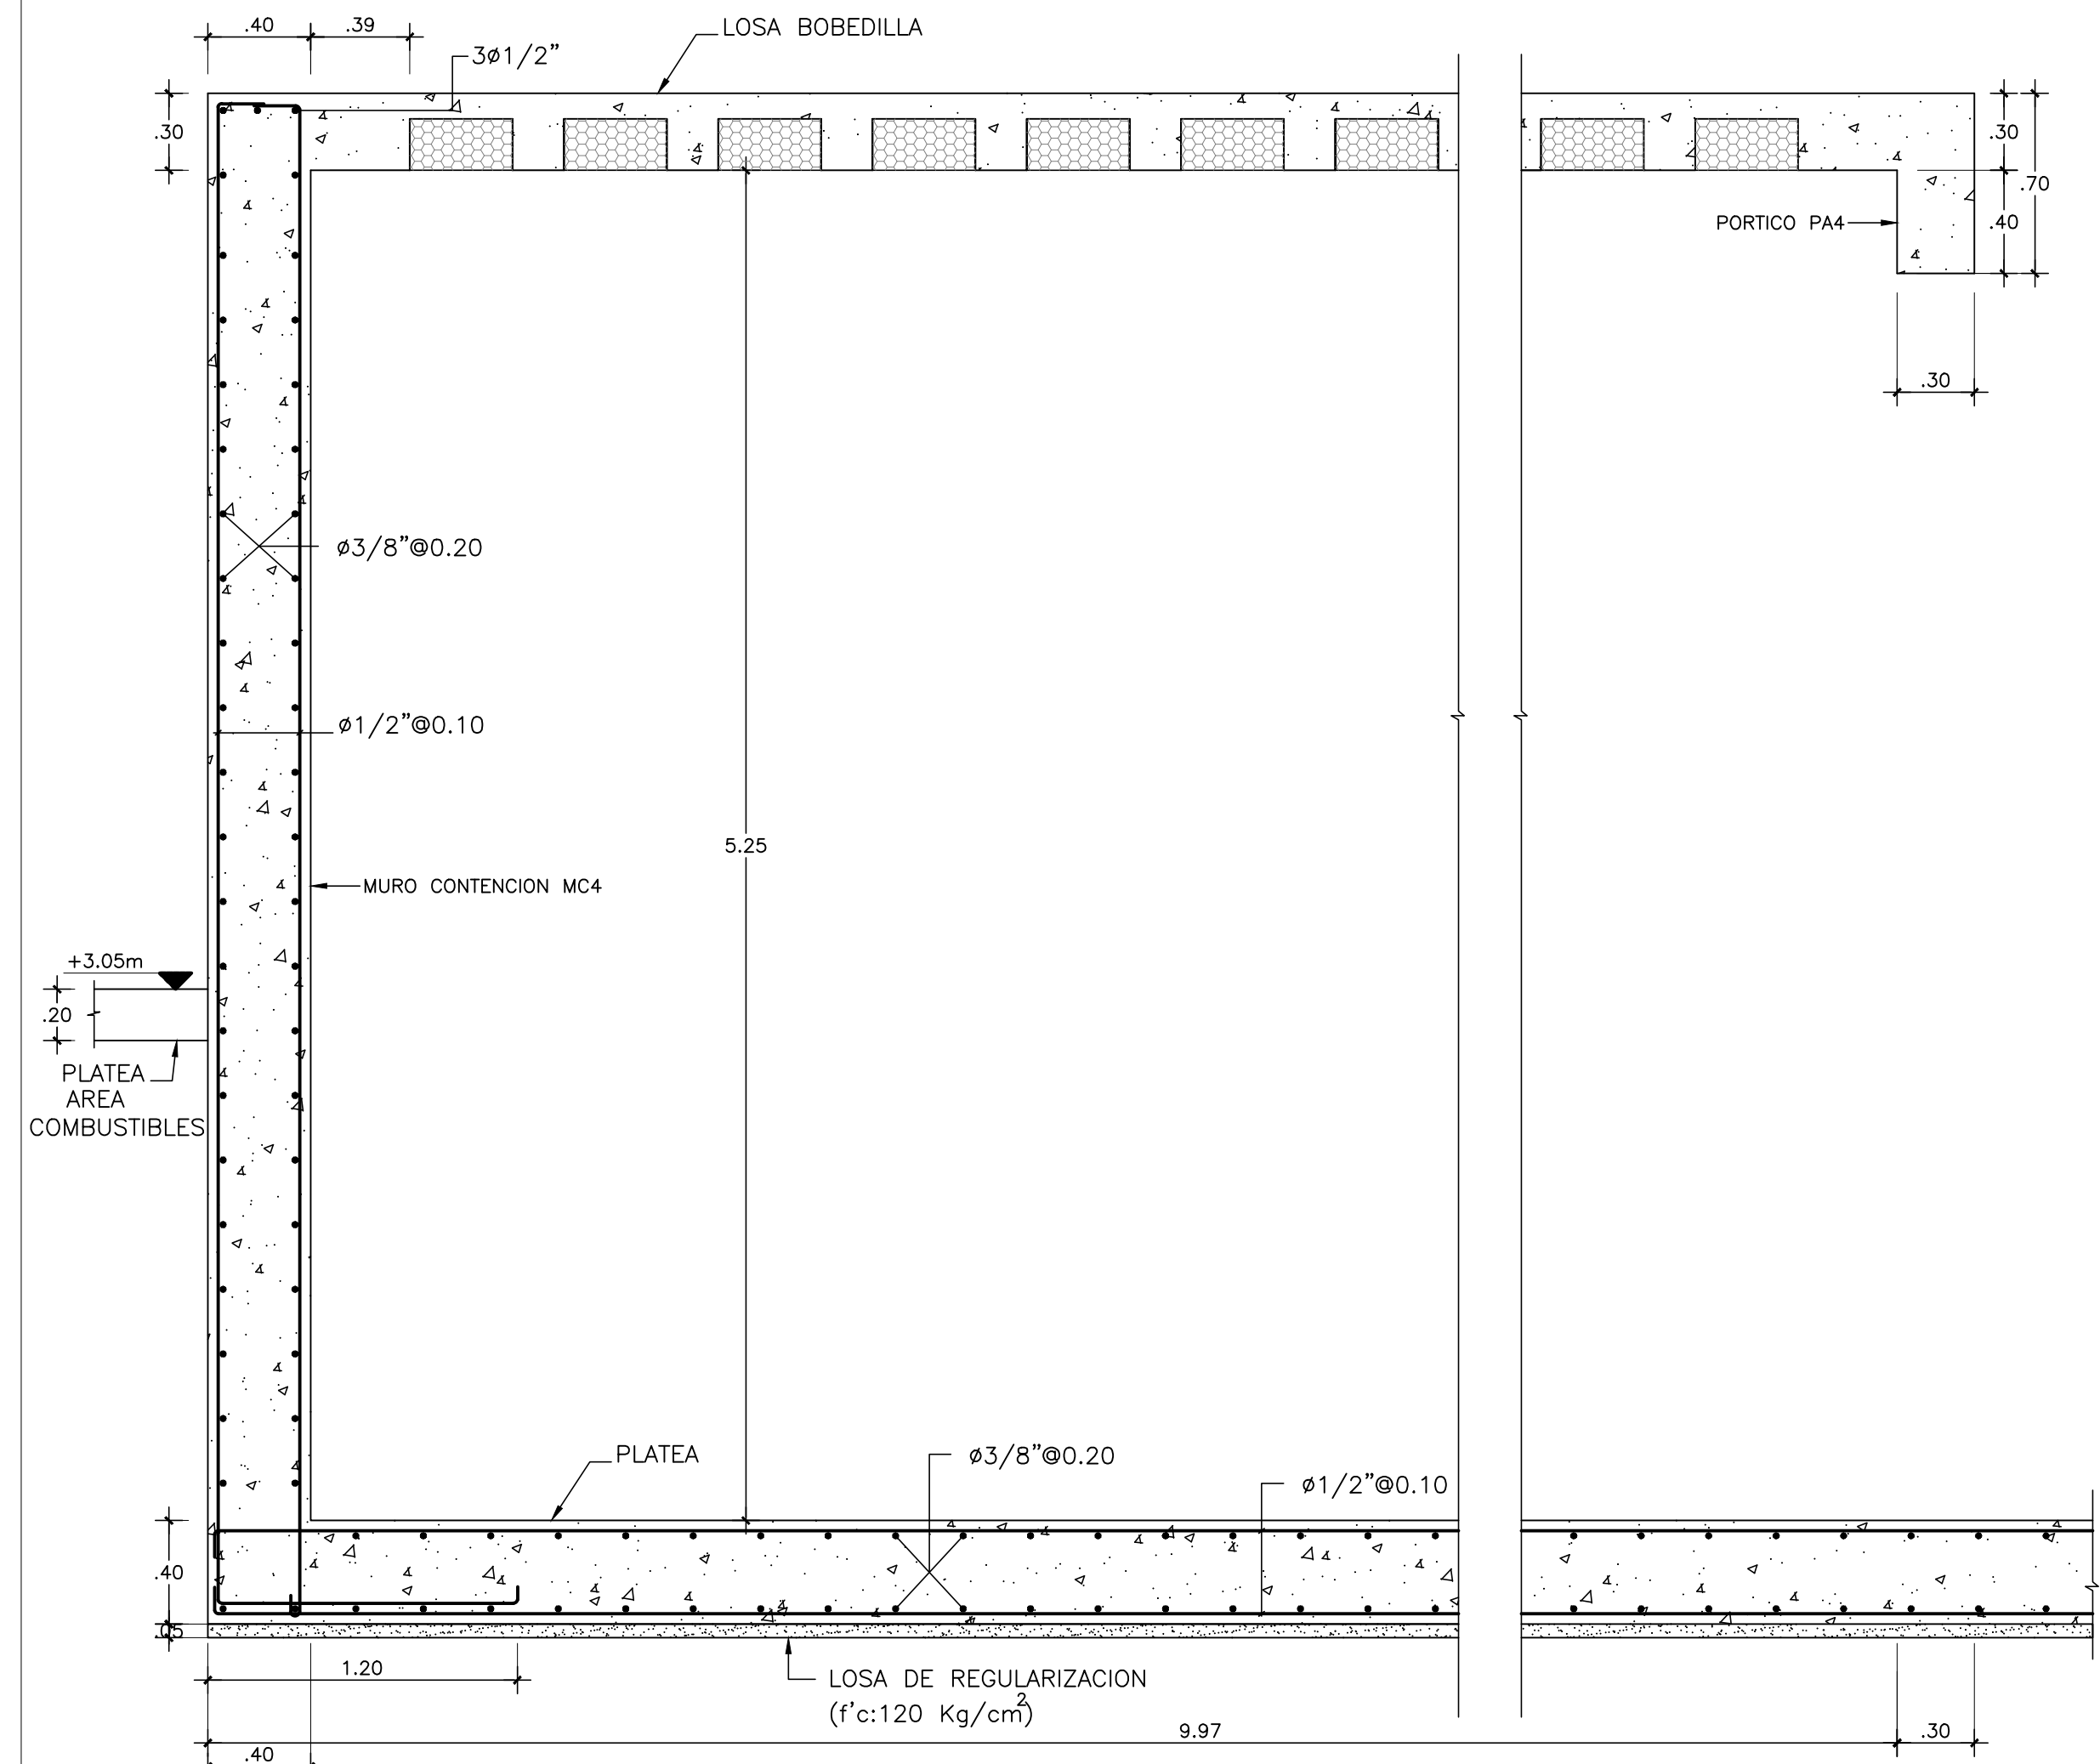 .40
.39
LOSA BOBEDILLA
3ø1/2"
.30
.30
.70
PORTICO PA4
.40
.30
ø3/8"@0.20
ø1/2"@0.10
5.25
MURO CONTENCION MC4
+3.05m
.20
PLATEA
AREA
COMBUSTIBLES
PLATEA
ø3/8"@0.20
ø1/2"@0.10
.40
.05
1.20
LOSA DE REGULARIZACION
(f'c:120 Kg/cm²)
9.97
.30
.40